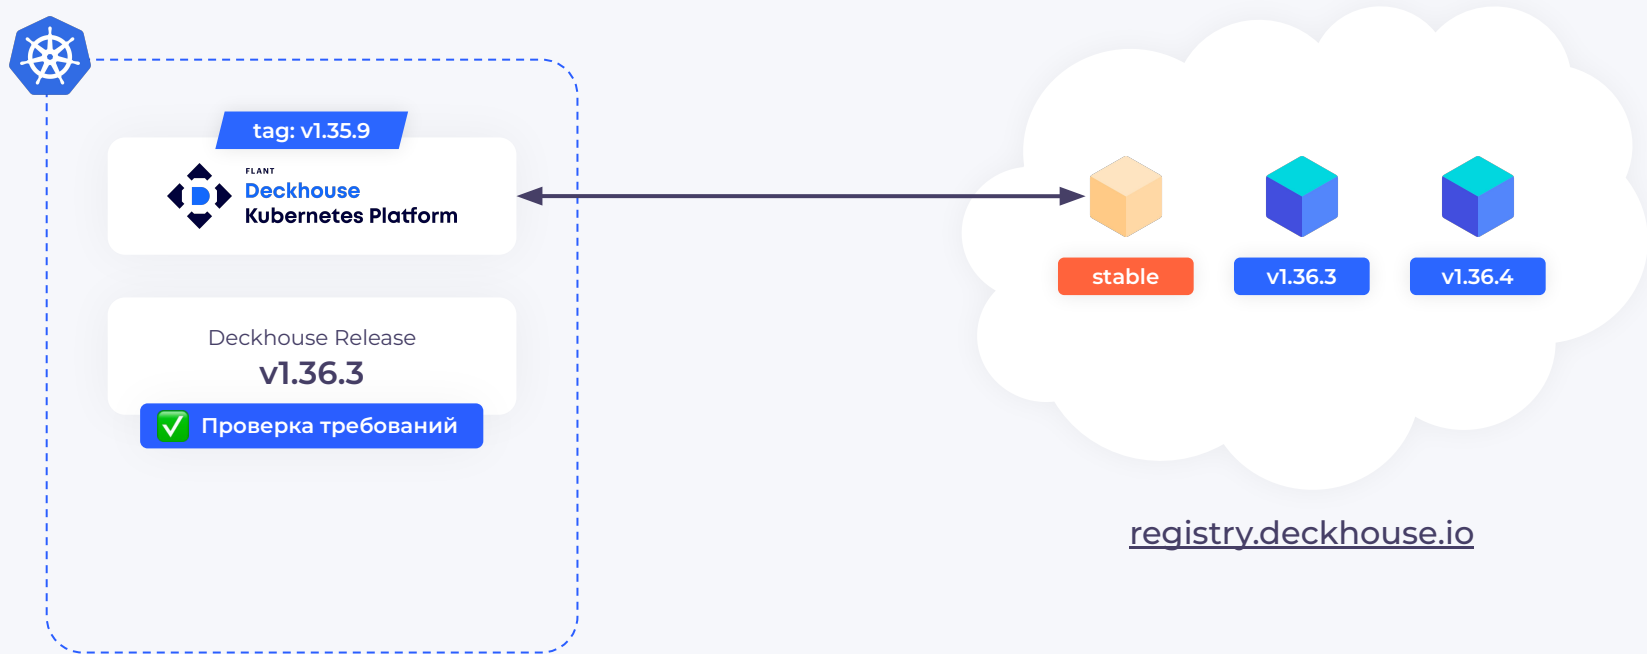 tag: v1.35.9
FLANT
Deckhouse
Kubernetes Platform
Deckhouse Release
v1.36.3
Проверка требований
stable
v1.36.3
v1.36.4
registry.deckhouse.io